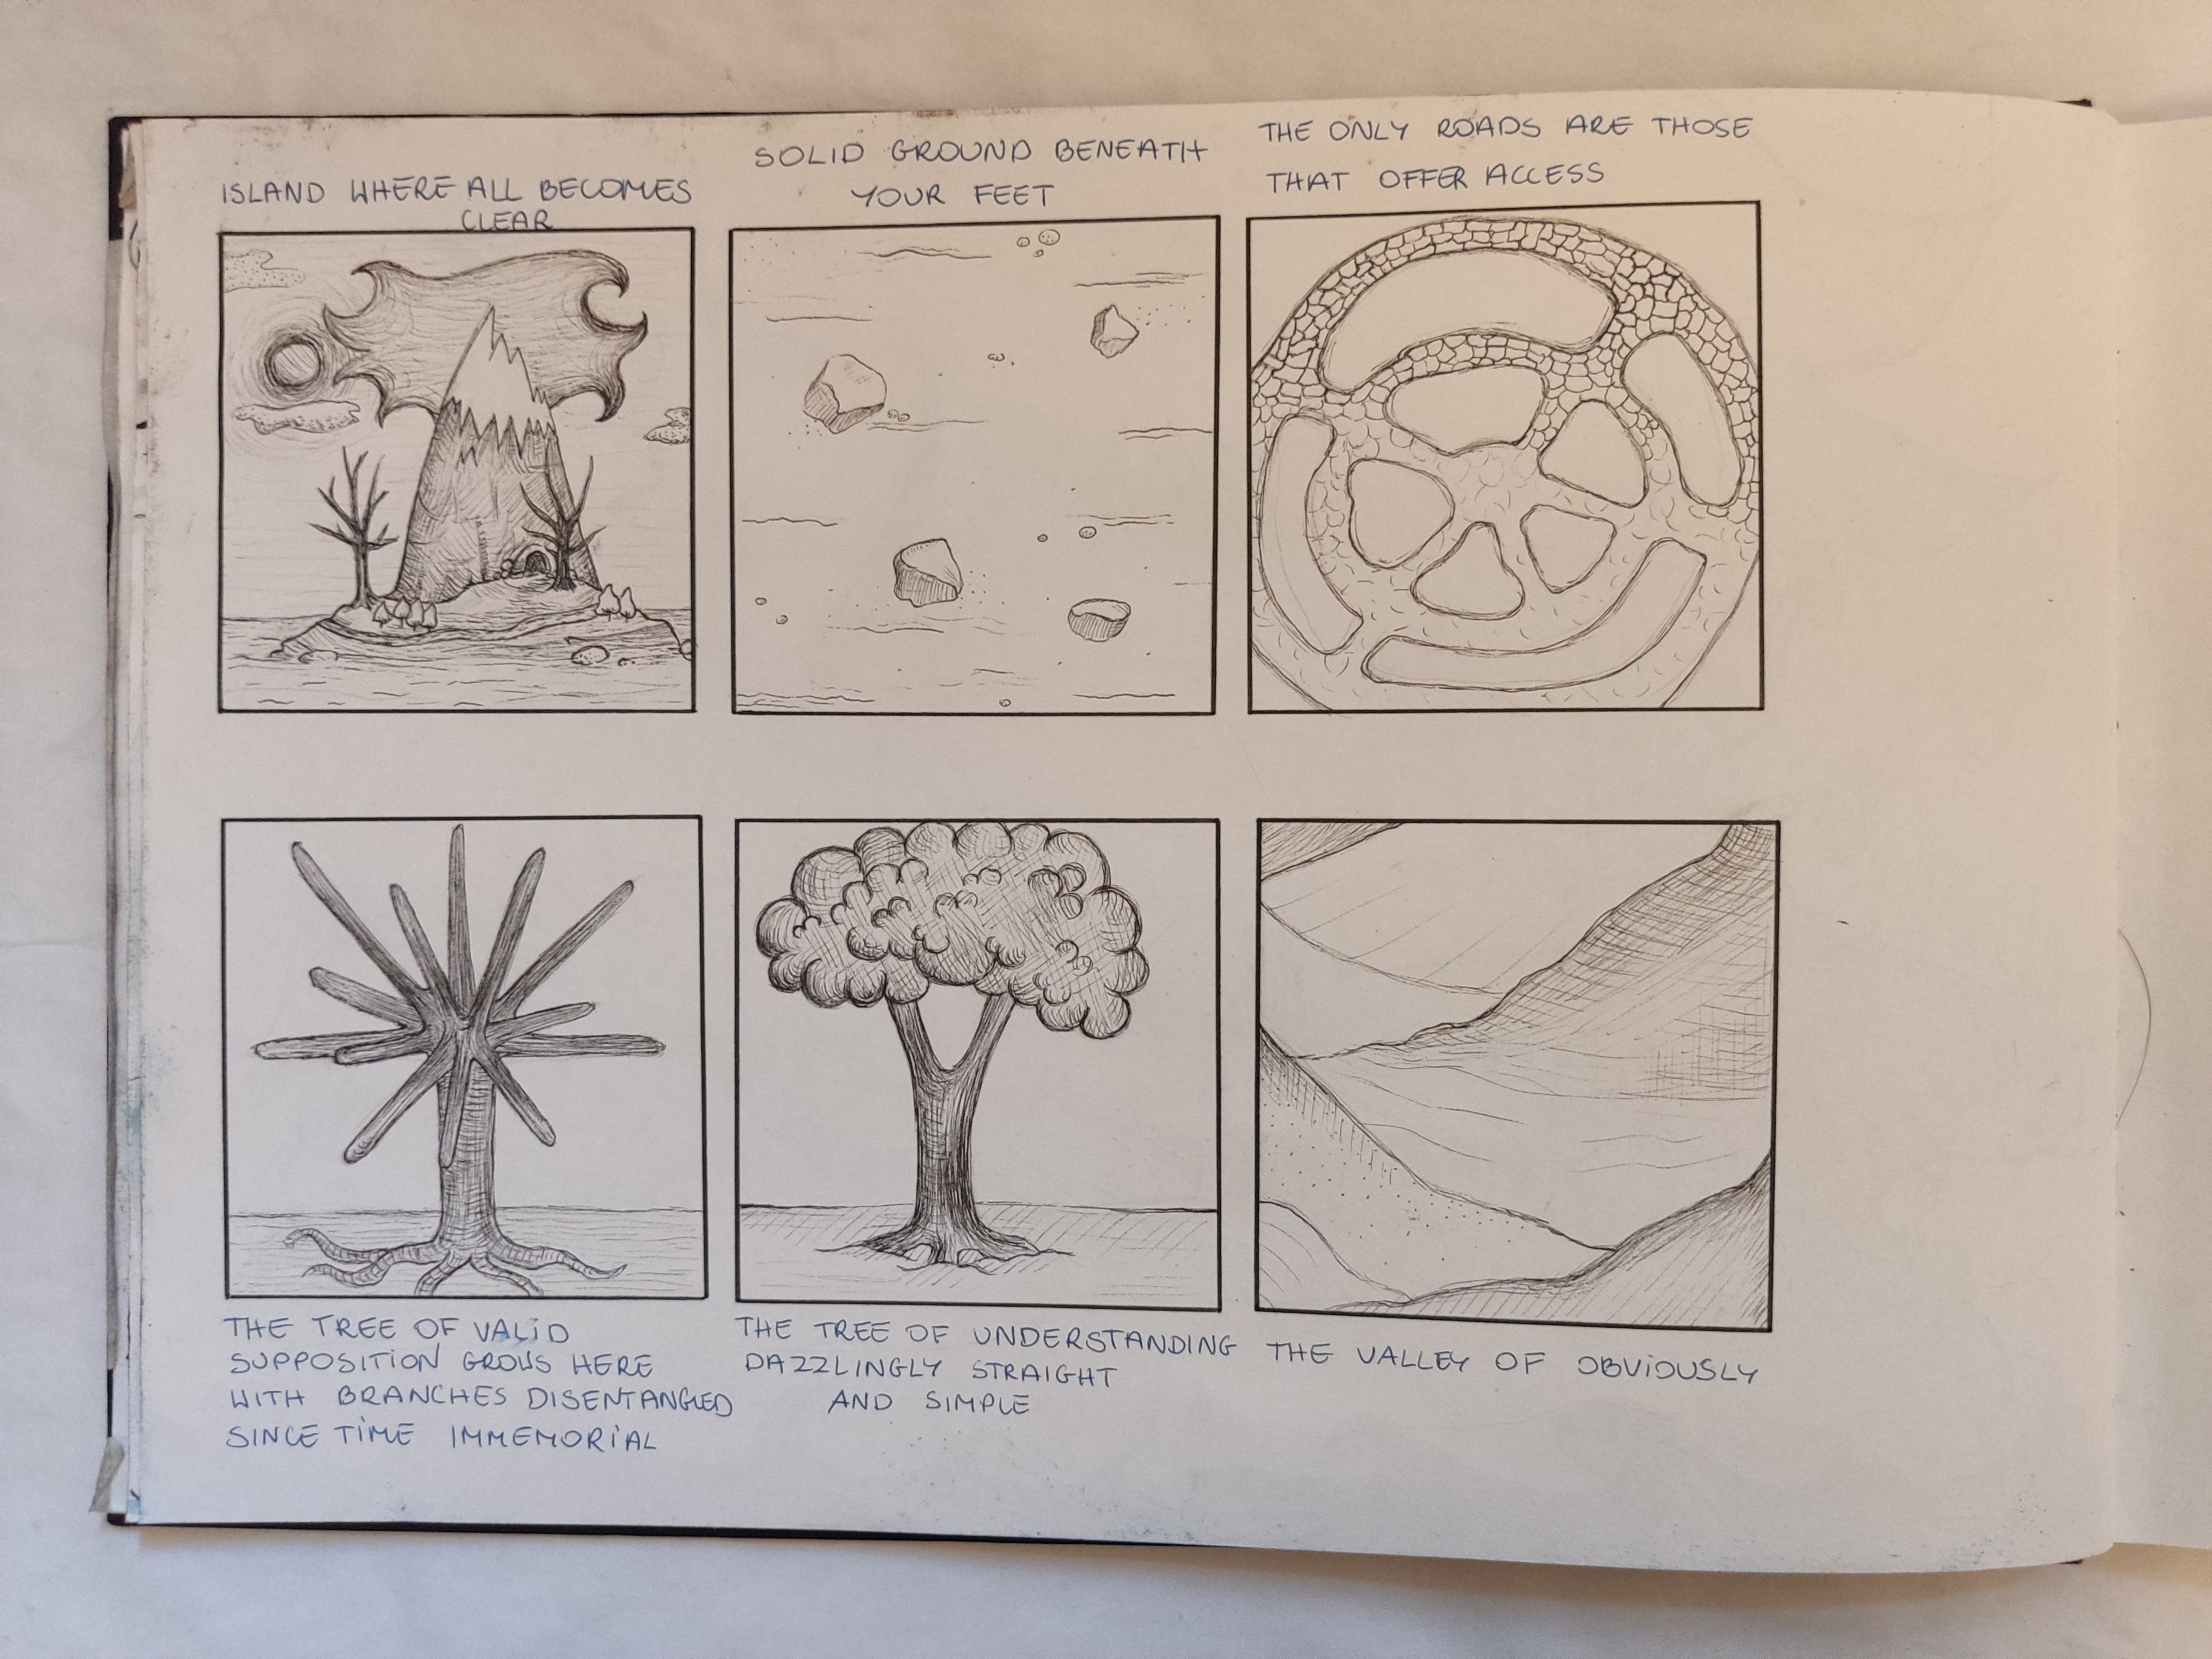 ISLAND WHERE ALL BECOMES
CLEAR
SOLID GROUND BENEATH
YOUR FEET
THE ONLY ROADS ARE THOSE
THAT OFFER ACCESS
THE TREE OF VALID
SUPPOSITION GROWS HERE
WITH BRANCHES DISENTANGLED
SINCE TIME IMMEMORIAL
THE TREE OF UNDERSTANDING
DAZZLINGLY STRAIGHT
AND SIMPLE
THE VALLEY OF OBVIOUSLY